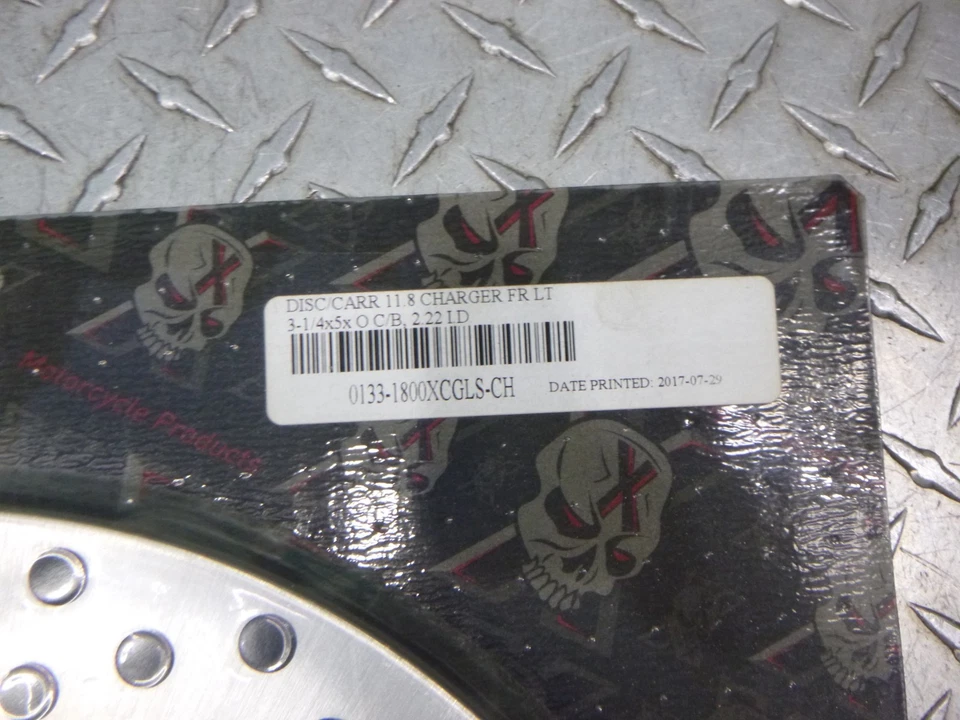 DISC/CARR 11.8 CHARGER FR LT
3-1/4x5x O C/B, 2.22 I.D
0133-1800XCGLS-CH DATE PRINTED: 2017-07-29
Motorcycle Products